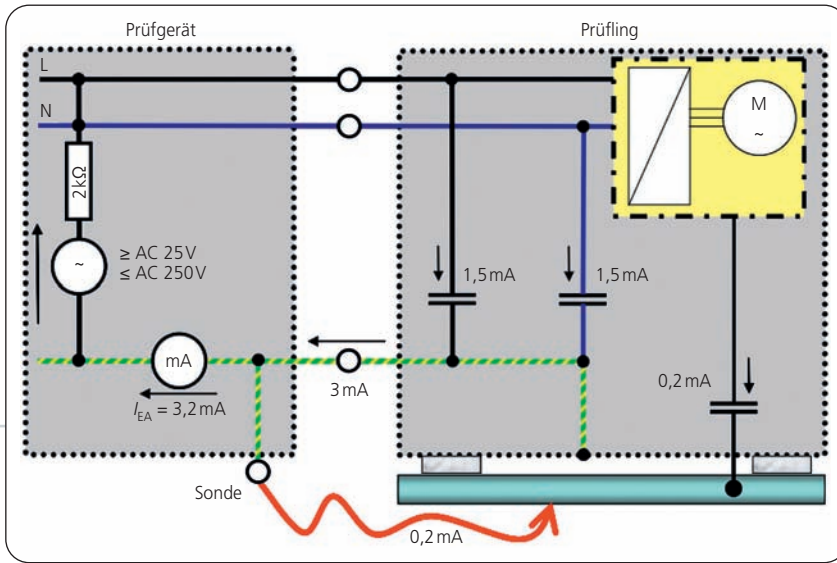 Prüfgerät
Prüfling
L
N
2kΩ
~
≥ AC 25V
≤ AC 250V
mA
I_EA = 3,2mA
3mA
1,5mA
1,5mA
M
~
0,2mA
Sonde
0,2mA